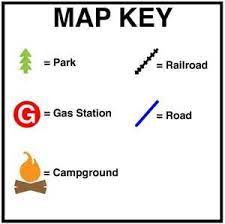 MAP KEY
= Park
= Railroad
G = Gas Station
= Road
= Campground